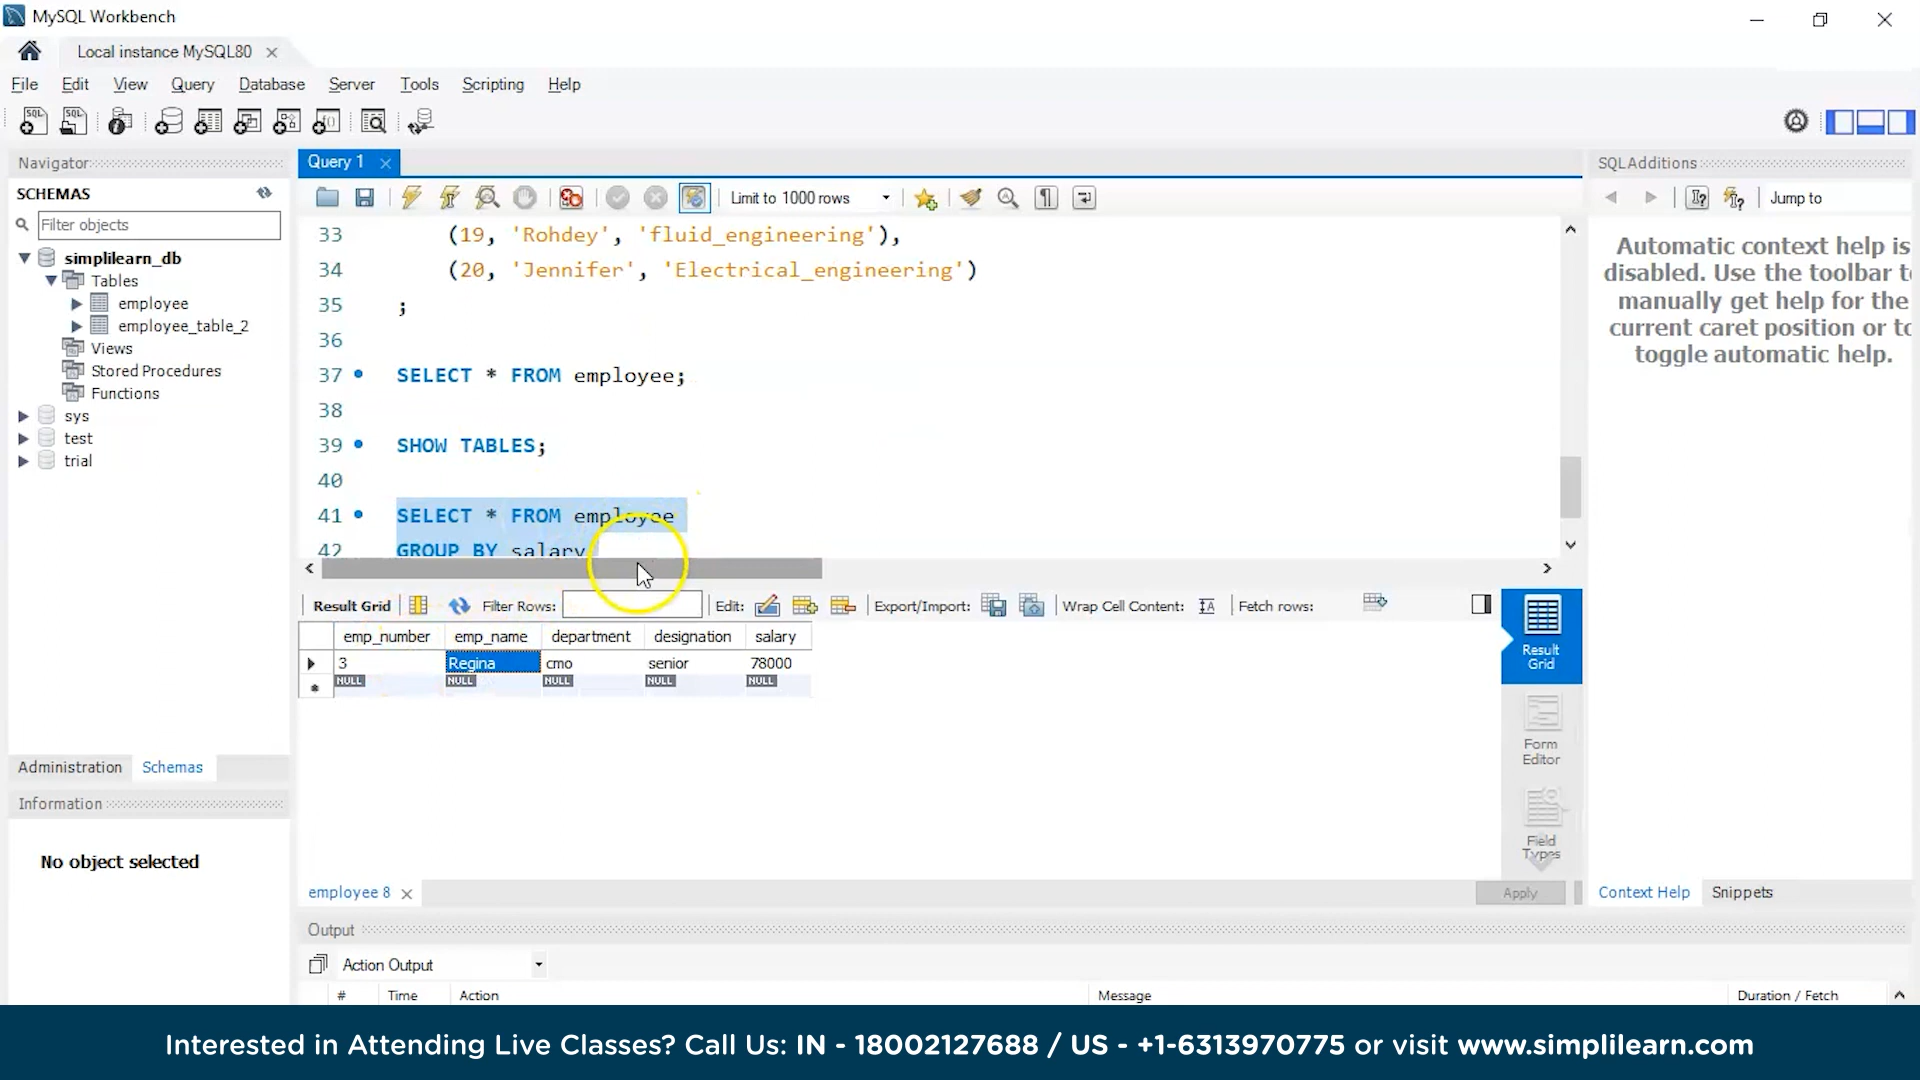 MySQL Workbench
Local instance MySQL80
File Edit View Query Database Server Tools Scripting Help
Navigator
SCHEMAS
Filter objects
simplilearn_db
Tables
employee
employee_table_2
Views
Stored Procedures
Functions
sys
test
trial
Administration Schemas
Information
No object selected
Query 1
Limit to 1000 rows
33 (19, 'Rohdey', 'fluid_engineering'),
34 (20, 'Jennifer', 'Electrical_engineering')
35 ;
36
37 SELECT * FROM employee;
38
39 SHOW TABLES;
40
41 SELECT * FROM employee
42 GROUP BY salary
Result Grid Filter Rows: Edit: Export/Import: Wrap Cell Content: Fetch rows:
emp_number emp_name department designation salary
3 Regina cmo senior 78000
NULL NULL NULL NULL NULL
Result Grid
Form Editor
Field Types
employee 8
Apply
Output
Action Output
# Time Action Message Duration / Fetch
SQLAdditions
Jump to
Automatic context help is
disabled. Use the toolbar to
manually get help for the
current caret position or to
toggle automatic help.
Context Help Snippets
Interested in Attending Live Classes? Call Us: IN - 18002127688 / US - +1-6313970775 or visit www.simplilearn.com